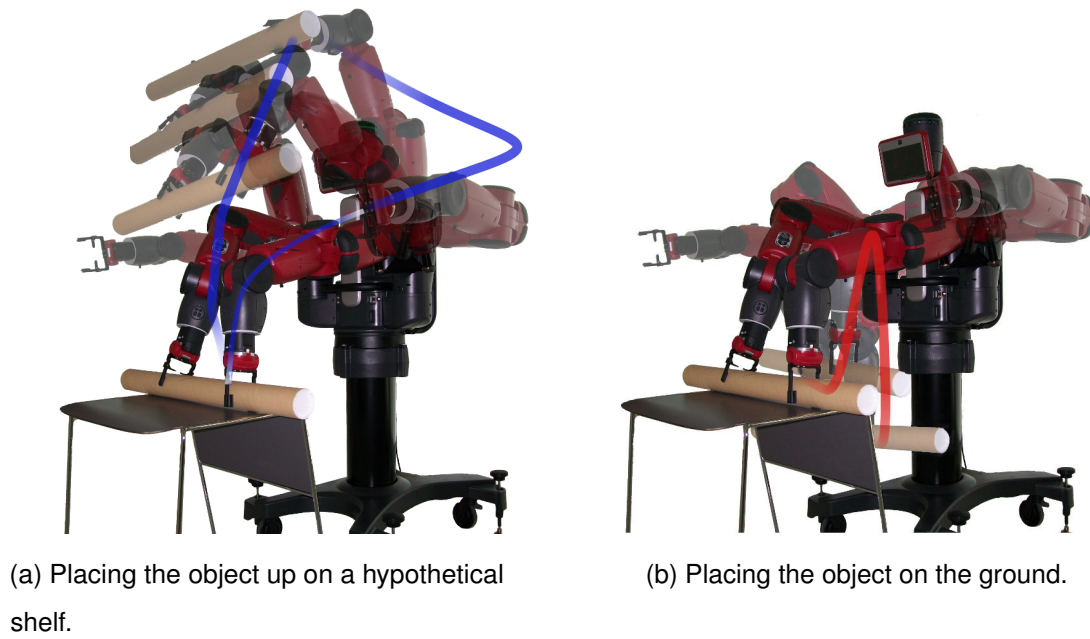 (a) Placing the object up on a hypothetical
shelf.
(b) Placing the object on the ground.